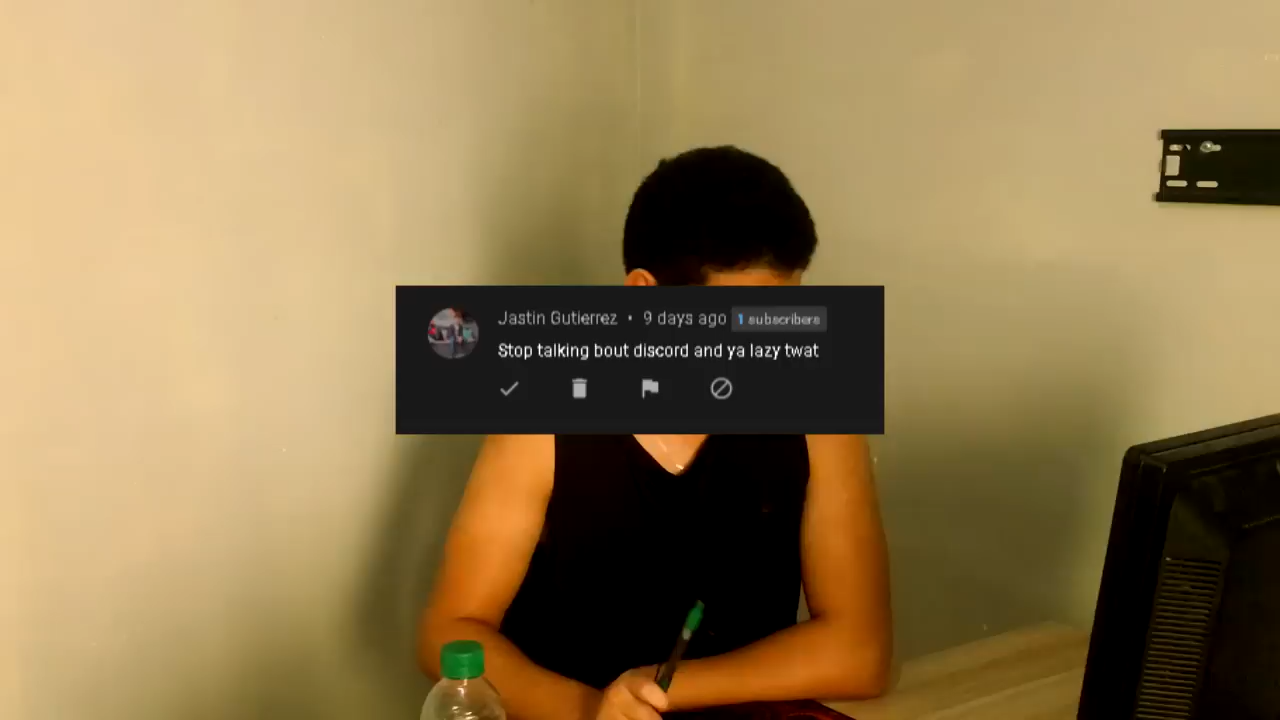 Jastin Gutierrez • 9 days ago 1 subscribers
Stop talking bout discord and ya lazy twat